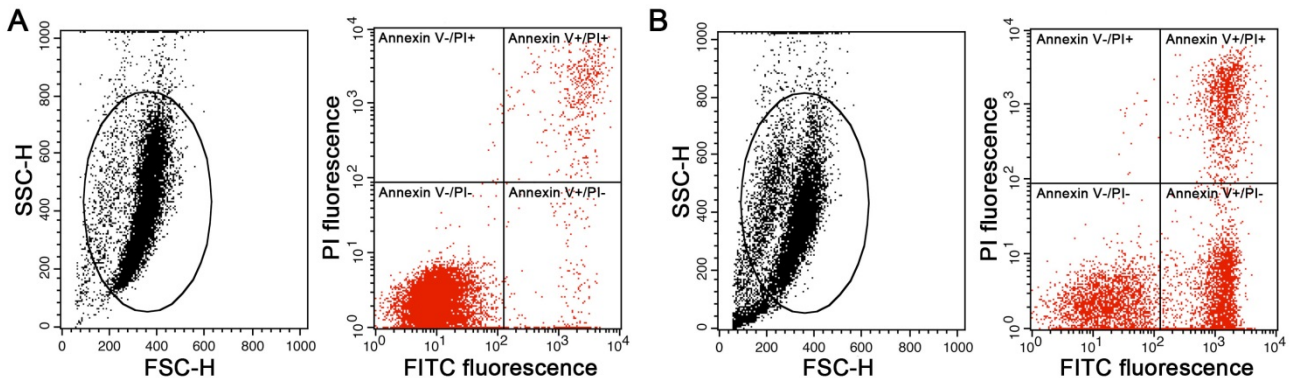 A
SSC-H
1000
800
600
400
200
0
0 200 400 600 800 1000
FSC-H
PI fluorescence
10⁴
10³
10²
10¹
10⁰
Annexin V-/PI+ Annexin V+/PI+
Annexin V-/PI- Annexin V+/PI-
10⁰ 10¹ 10² 10³ 10⁴
FITC fluorescence
B
SSC-H
1000
800
600
400
200
0
0 200 400 600 800 1000
FSC-H
PI fluorescence
10⁴
10³
10²
10¹
10⁰
Annexin V-/PI+ Annexin V+/PI+
Annexin V-/PI- Annexin V+/PI-
10⁰ 10¹ 10² 10³ 10⁴
FITC fluorescence